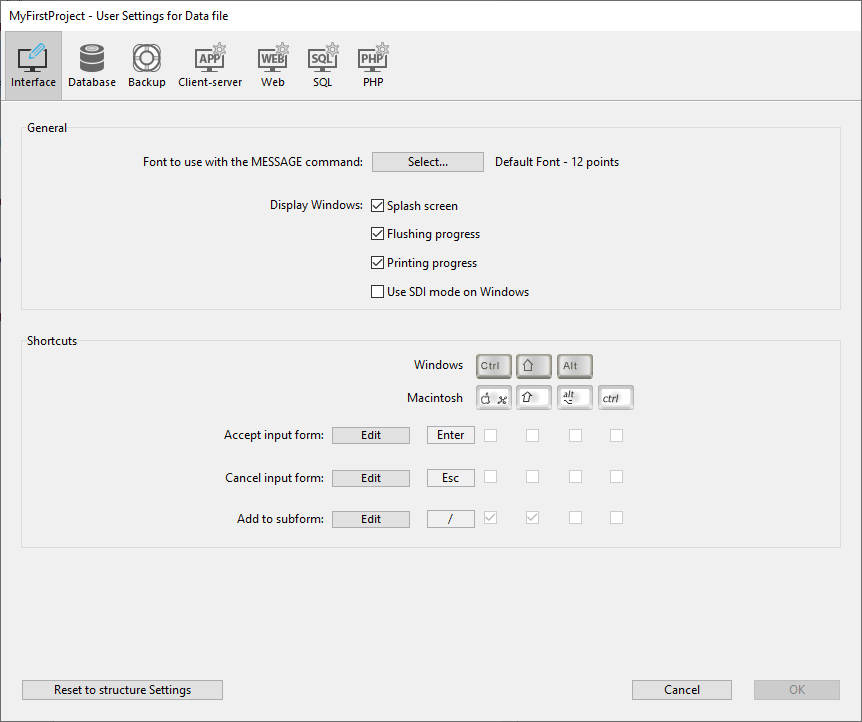 MyFirstProject - User Settings for Data file
APP WEB SQL PHP
Interface Database Backup Client-server Web SQL PHP
General
Font to use with the MESSAGE command: Select... Default Font - 12 points
Display Windows: Splash screen
Flushing progress
Printing progress
Use SDI mode on Windows
Shortcuts
Windows Ctrl Alt
Macintosh alt ctrl
Accept input form: Edit Enter
Cancel input form: Edit Esc
Add to subform: Edit /
Reset to structure Settings Cancel OK